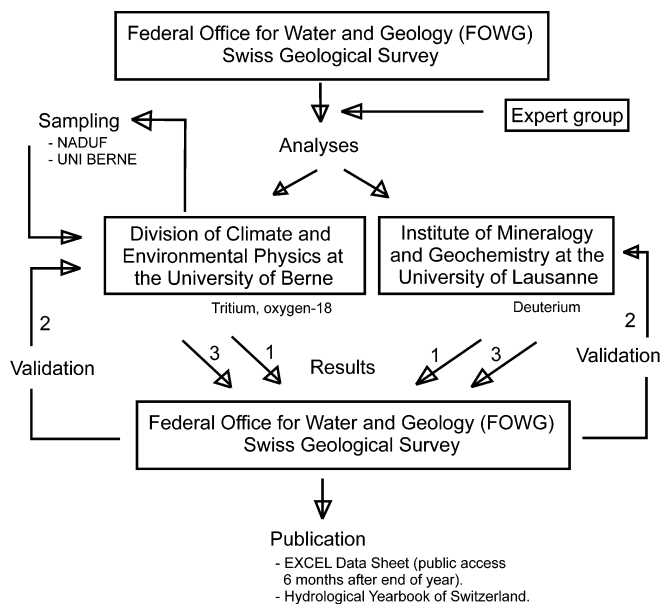 Federal Office for Water and Geology (FOWG)
Swiss Geological Survey
Expert group
Sampling
- NADUF
- UNI BERNE
Analyses
Division of Climate and
Environmental Physics at
the University of Berne
Institute of Mineralogy
and Geochemistry at the
University of Lausanne
Tritium, oxygen-18
Deuterium
2
Validation
3
1
Results
1
3
2
Validation
Federal Office for Water and Geology (FOWG)
Swiss Geological Survey
Publication
- EXCEL Data Sheet (public access
6 months after end of year).
- Hydrological Yearbook of Switzerland.